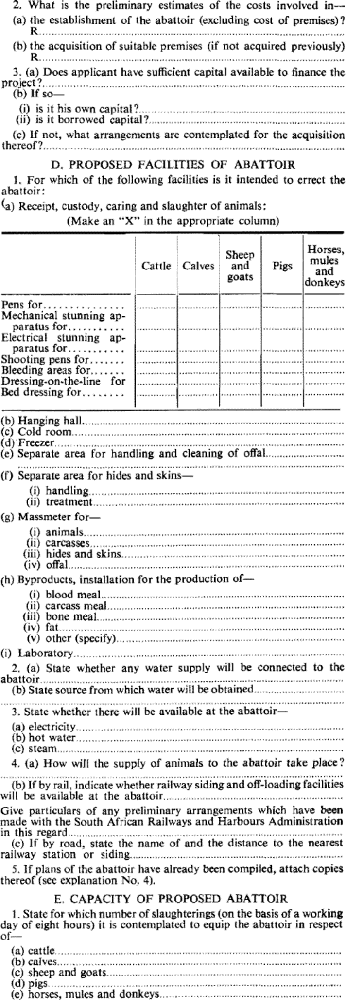 2. What is the preliminary estimates of the costs involved in—
(a) the establishment of the abattoir (excluding cost of premises)?
R....................
(b) the acquisition of suitable premises (if not acquired previously)
R....................
3. (a) Does applicant have sufficient capital available to finance the
project?....................
(b) If so—
(i) is it his own capital?....................
(ii) is it borrowed capital?....................
(c) If not, what arrangements are contemplated for the acquisition
thereof?....................
D. PROPOSED FACILITIES OF ABATTOIR
1. For which of the following facilities is it intended to errect the
abattoir:
(a) Receipt, custody, caring and slaughter of animals:
(Make an “X” in the appropriate column)
Cattle Calves Sheep and goats Pigs Horses, mules and donkeys
Pens for...............
Mechanical stunning ap-
paratus for...........
Electrical stunning ap-
paratus for...........
Shooting pens for.......
Bleeding areas for.......
Dressing-on-the-line for
Bed dressing for........
(b) Hanging hall....................
(c) Cold room....................
(d) Freezer....................
(e) Separate area for handling and cleaning of offal....................
(f) Separate area for hides and skins—
(i) handling....................
(ii) treatment....................
(g) Massmeter for—
(i) animals....................
(ii) carcasses....................
(iii) hides and skins....................
(iv) offal....................
(h) Byproducts, installation for the production of—
(i) blood meal....................
(ii) carcass meal....................
(iii) bone meal....................
(iv) fat....................
(v) other (specify)....................
(i) Laboratory....................
2. (a) State whether any water supply will be connected to the
abattoir....................
(b) State source from which water will be obtained....................
3. State whether there will be available at the abattoir—
(a) electricity....................
(b) hot water....................
(c) steam....................
4. (a) How will the supply of animals to the abattoir take place?
....................
(b) If by rail, indicate whether railway siding and off-loading facilities
will be available at the abattoir....................
Give particulars of any preliminary arrangements which have been
made with the South African Railways and Harbours Administration
in this regard....................
(c) If by road, state the name of and the distance to the nearest
railway station or siding....................
5. If plans of the abattoir have already been compiled, attach copies
thereof (see explanation No. 4).
E. CAPACITY OF PROPOSED ABATTOIR
1. State for which number of slaughterings (on the basis of a working
day of eight hours) it is contemplated to equip the abattoir in respect
of—
(a) cattle....................
(b) calves....................
(c) sheep and goats....................
(d) pigs....................
(e) horses, mules and donkeys....................